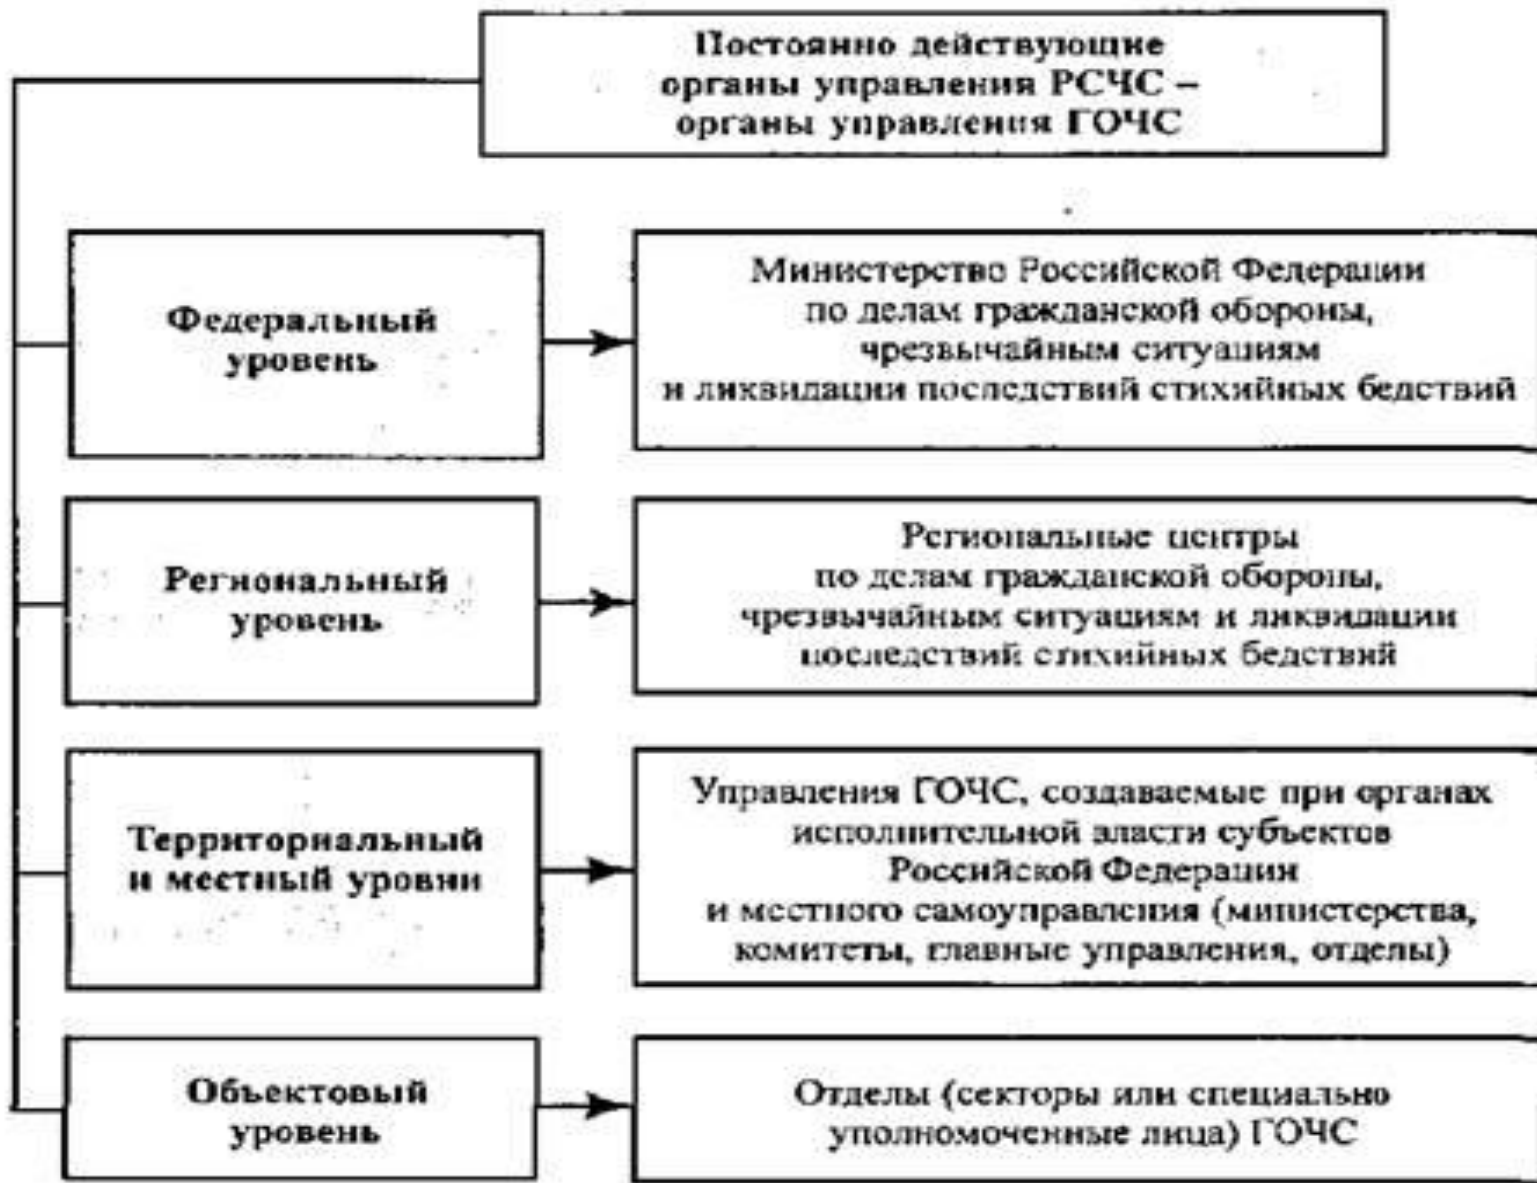 Постоянно действующие
органы управления РСЧС –
органы управления ГОЧС
Федеральный
уровень
Министерство Российской Федерации
по делам гражданской обороны,
чрезвычайным ситуациям
и ликвидации последствий стихийных бедствий
Региональный
уровень
Региональные центры
по делам гражданской обороны,
чрезвычайным ситуациям и ликвидации
последствий стихийных бедствий
Территориальный
и местный уровни
Управления ГОЧС, создаваемые при органах
исполнительной власти субъектов
Российской Федерации
и местного самоуправления (министерства,
комитеты, главные управления, отделы)
Объектовый
уровень
Отделы (секторы или специально
уполномоченные лица) ГОЧС